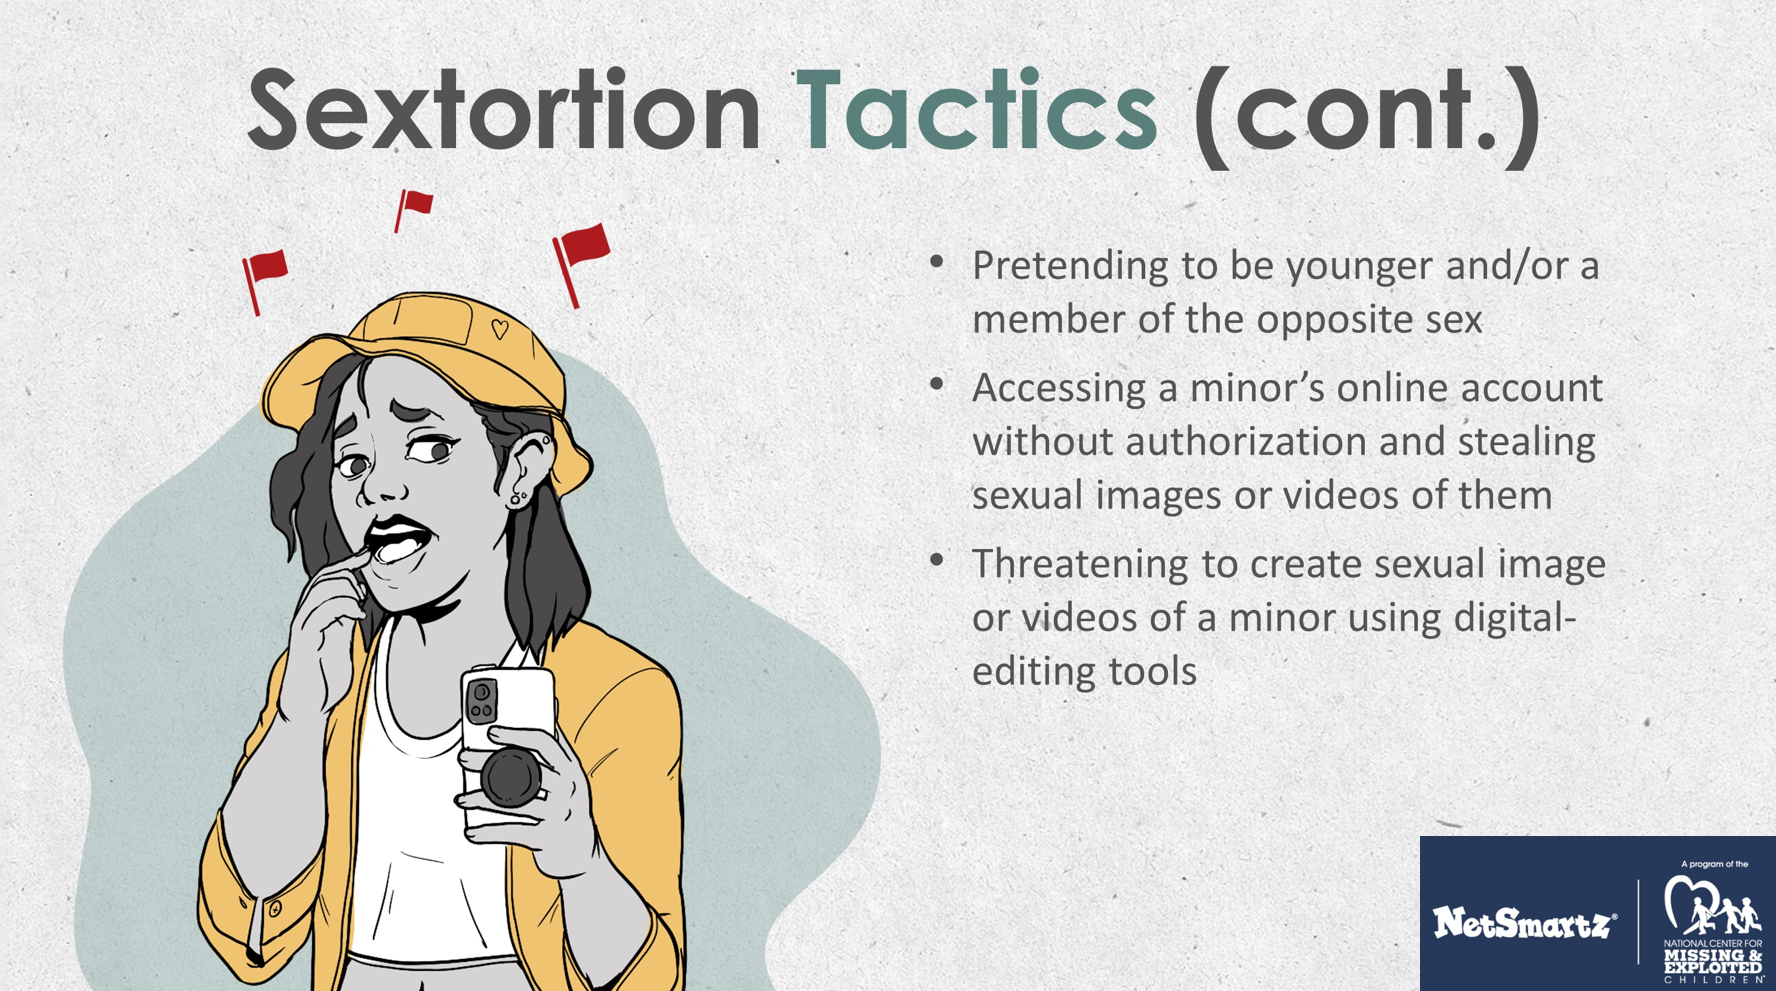 Sextortion Tactics (cont.)
• Pretending to be younger and/or a
member of the opposite sex
• Accessing a minor’s online account
without authorization and stealing
sexual images or videos of them
• Threatening to create sexual image
or videos of a minor using digital-
editing tools
NetSmartz®
A program of the
NATIONAL CENTER FOR
MISSING &
EXPLOITED
CHILDREN